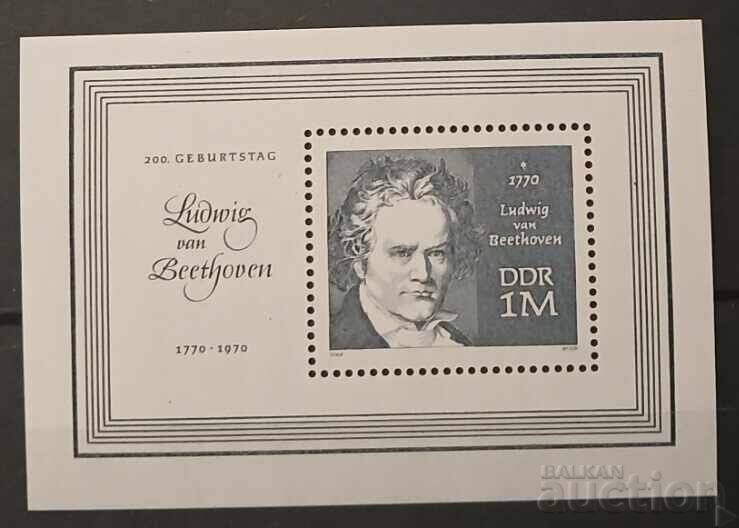 200. GEBURTSTAG
Ludwig
van
Beethoven
1770 · 1970
* 1770
Ludwig
van
Beethoven
DDR
1M
BALKAN
auction